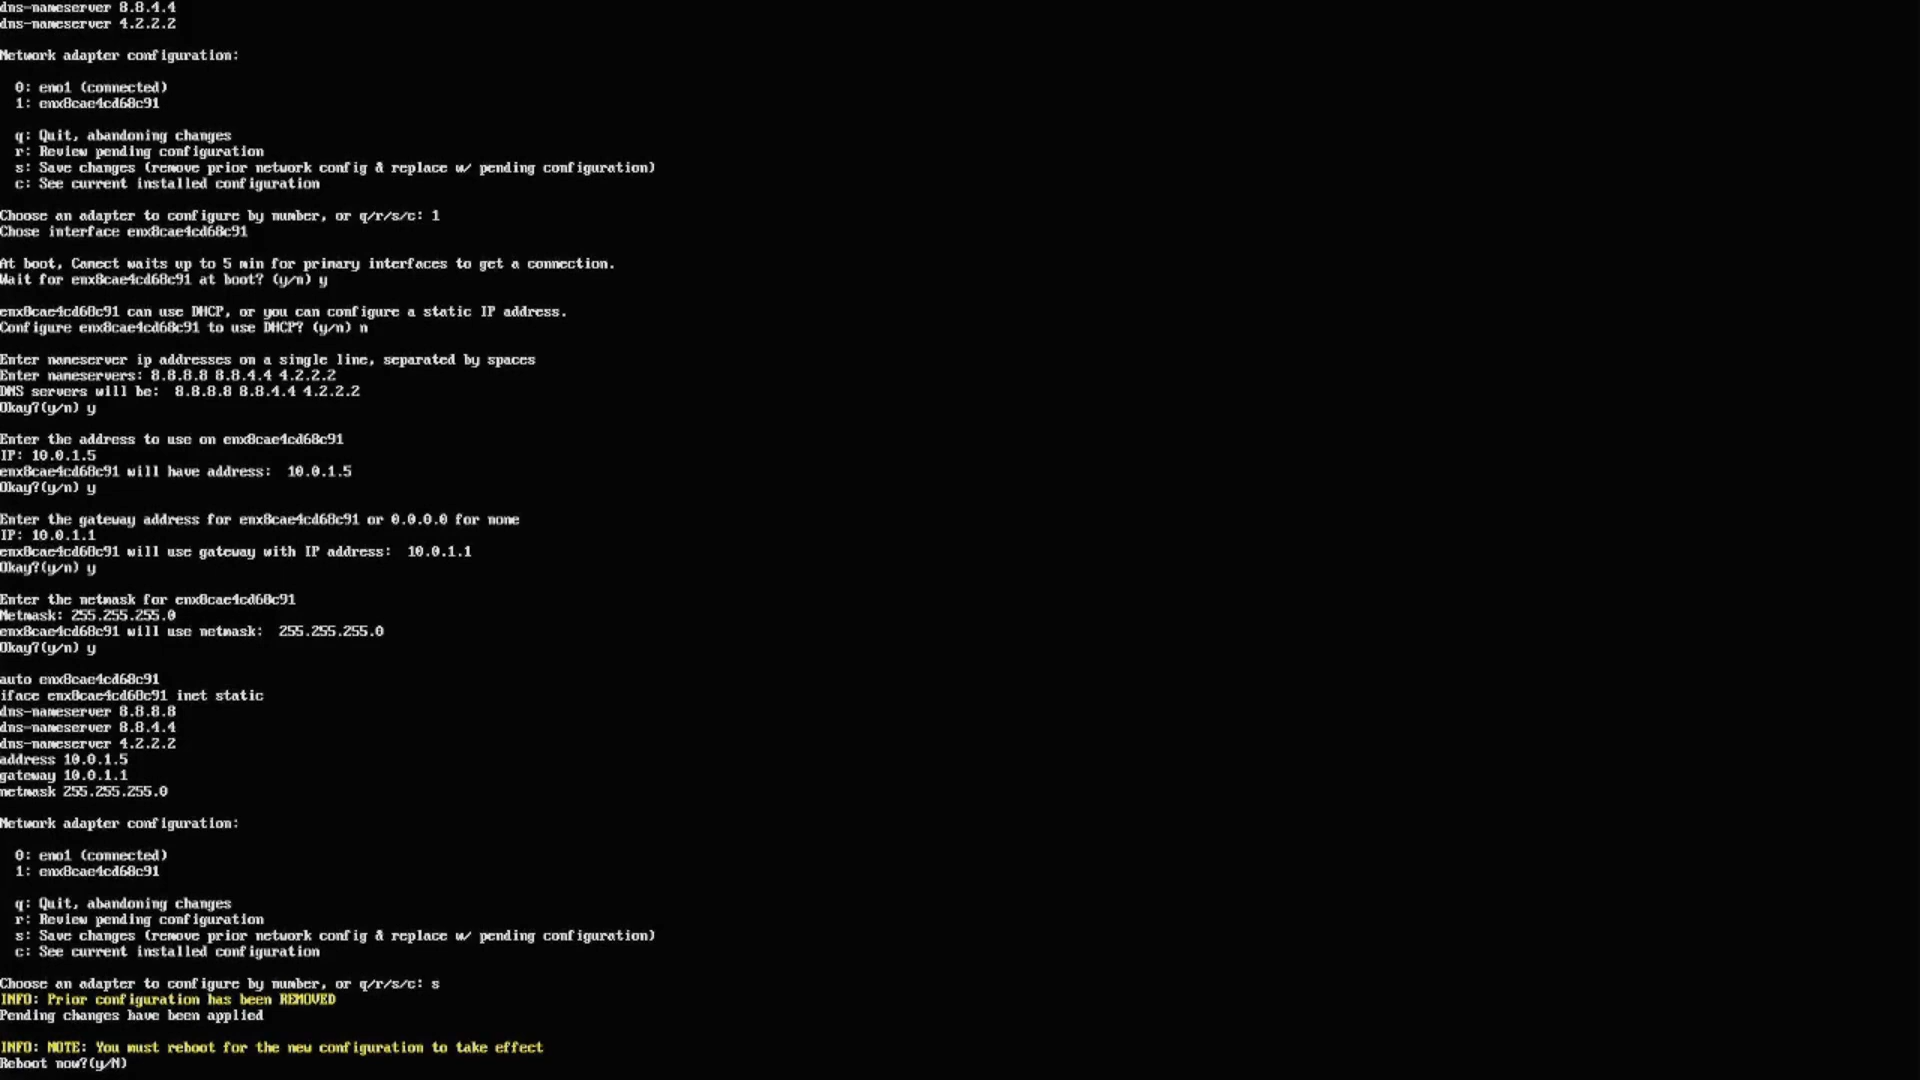 dns-nameserver 8.8.4.4
dns-nameserver 4.2.2.2
Network adapter configuration:
0: eno1 (connected)
1: enx8cae4cd68c91
q: Quit, abandoning changes
r: Review pending configuration
s: Save changes (remove prior network config & replace w/ pending configuration)
c: See current installed configuration
Choose an adapter to configure by number, or q/r/s/c: 1
Chose interface enx8cae4cd68c91
At boot, Camect waits up to 5 min for primary interfaces to get a connection.
Wait for enx8cae4cd68c91 at boot? (y/n) y
enx8cae4cd68c91 can use DHCP, or you can configure a static IP address.
Configure enx8cae4cd68c91 to use DHCP? (y/n) n
Enter nameserver ip addresses on a single line, separated by spaces
Enter nameservers: 8.8.8.8 8.8.4.4 4.2.2.2
DNS servers will be:  8.8.8.8 8.8.4.4 4.2.2.2
Okay?(y/n) y
Enter the address to use on enx8cae4cd68c91
IP: 10.0.1.5
enx8cae4cd68c91 will have address:  10.0.1.5
Okay?(y/n) y
Enter the gateway address for enx8cae4cd68c91 or 0.0.0.0 for none
IP: 10.0.1.1
enx8cae4cd68c91 will use gateway with IP address:  10.0.1.1
Okay?(y/n) y
Enter the netmask for enx8cae4cd68c91
Netmask: 255.255.255.0
enx8cae4cd68c91 will use netmask:  255.255.255.0
Okay?(y/n) y
auto enx8cae4cd68c91
iface enx8cae4cd68c91 inet static
dns-nameserver 8.8.8.8
dns-nameserver 8.8.4.4
dns-nameserver 4.2.2.2
address 10.0.1.5
gateway 10.0.1.1
netmask 255.255.255.0
Network adapter configuration:
0: eno1 (connected)
1: enx8cae4cd68c91
q: Quit, abandoning changes
r: Review pending configuration
s: Save changes (remove prior network config & replace w/ pending configuration)
c: See current installed configuration
Choose an adapter to configure by number, or q/r/s/c: s
INFO: Prior configuration has been REMOVED
Pending changes have been applied
INFO: NOTE: You must reboot for the new configuration to take effect
Reboot now?(y/N)